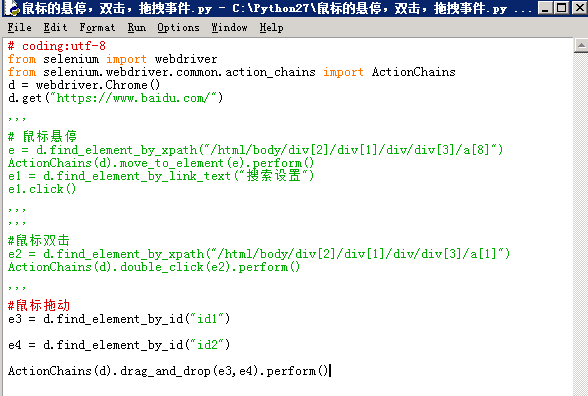 鼠标的悬停，双击，拖拽事件.py - C:\Python27\鼠标的悬停，双击，拖拽事件.py ...
File Edit Format Run Options Window Help
# coding:utf-8
from selenium import webdriver
from selenium.webdriver.common.action_chains import ActionChains
d = webdriver.Chrome()
d.get("https://www.baidu.com/")
'''
# 鼠标悬停
e = d.find_element_by_xpath("/html/body/div[2]/div[1]/div/div[3]/a[8]")
ActionChains(d).move_to_element(e).perform()
e1 = d.find_element_by_link_text("搜索设置")
e1.click()
'''
'''
#鼠标双击
e2 = d.find_element_by_xpath("/html/body/div[2]/div[1]/div/div[3]/a[1]")
ActionChains(d).double_click(e2).perform()
'''
#鼠标拖动
e3 = d.find_element_by_id("id1")
e4 = d.find_element_by_id("id2")
ActionChains(d).drag_and_drop(e3,e4).perform()